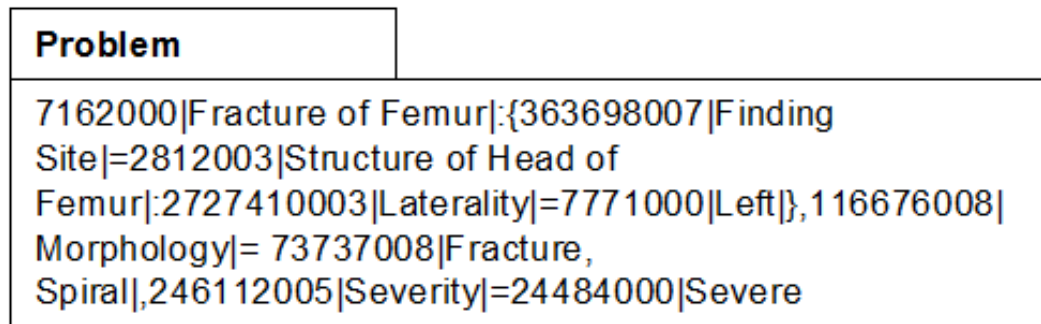 Problem
7162000|Fracture of Femur|:{363698007|Finding
Site|=2812003|Structure of Head of
Femur|:2727410003|Laterality|=7771000|Left|},116676008|
Morphology|= 73737008|Fracture,
Spiral|,246112005|Severity|=24484000|Severe